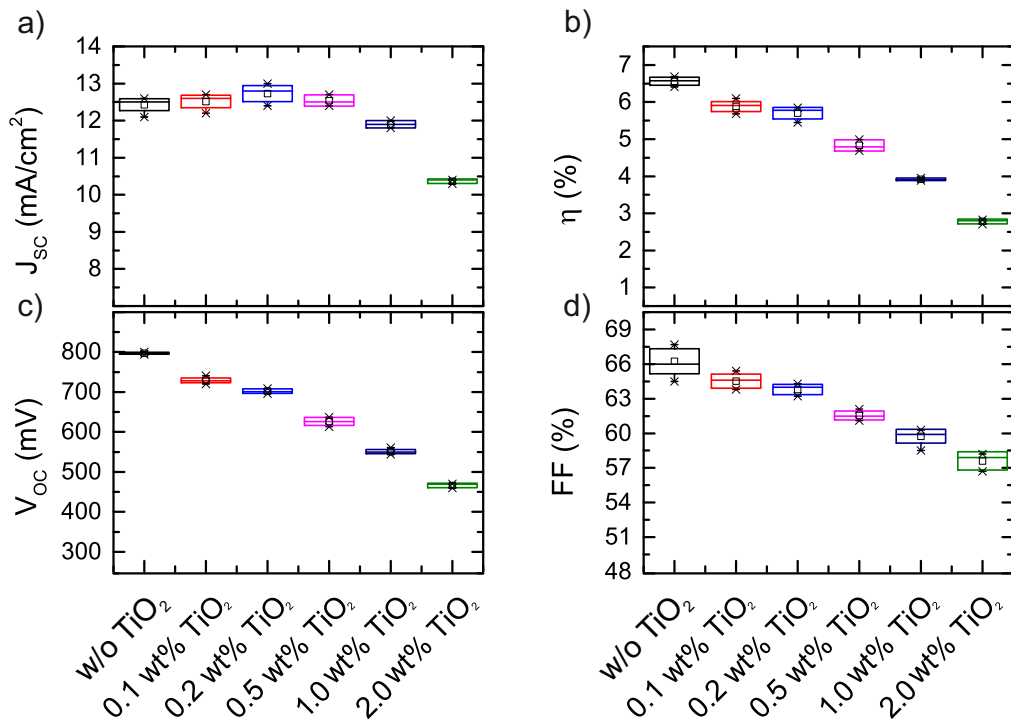 a)
14
13
12
11
10
9
8
J_SC (mA/cm²)
b)
7
6
5
4
3
2
1
η (%)
c)
800
700
600
500
400
300
V_OC (mV)
d)
69
66
63
60
57
54
51
48
FF (%)
w/o TiO₂
0.1 wt% TiO₂
0.2 wt% TiO₂
0.5 wt% TiO₂
1.0 wt% TiO₂
2.0 wt% TiO₂
w/o TiO₂
0.1 wt% TiO₂
0.2 wt% TiO₂
0.5 wt% TiO₂
1.0 wt% TiO₂
2.0 wt% TiO₂